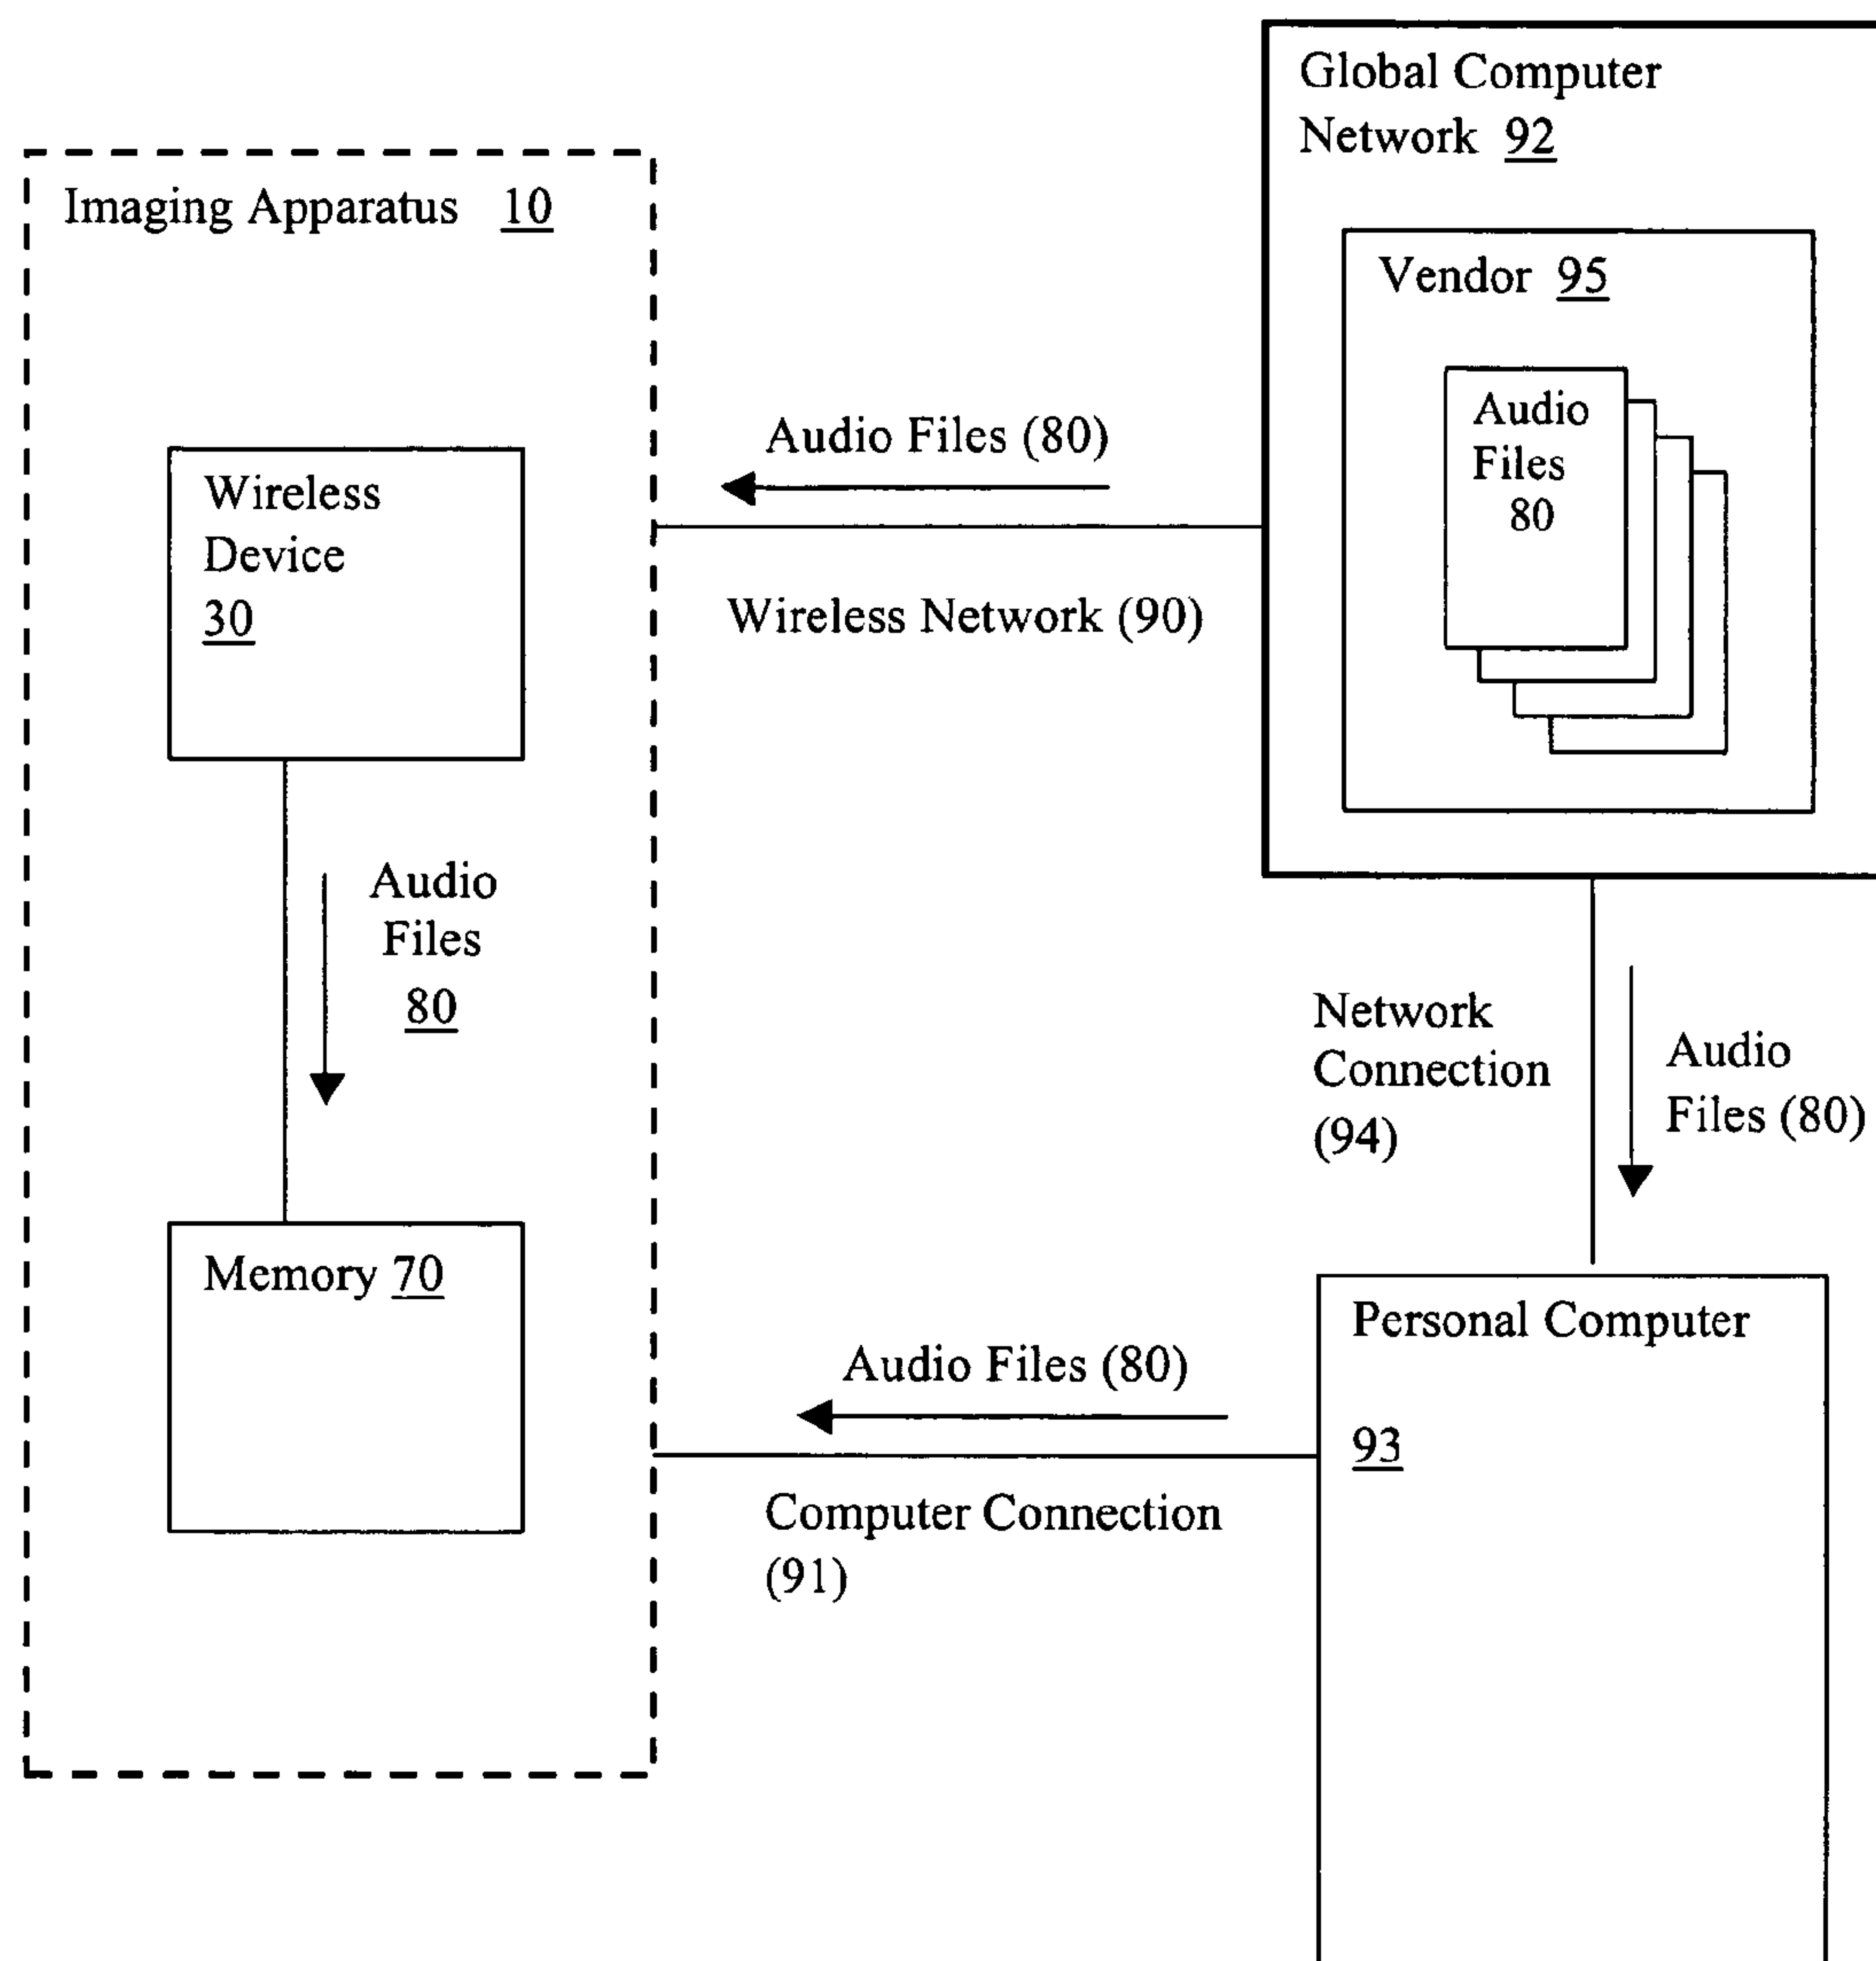 Global Computer
Network 92
Imaging Apparatus 10
Vendor 95
Audio
Files
80
Audio Files (80)
Wireless
Device
30
Wireless Network (90)
Audio
Files
80
Network
Connection
(94)
Audio
Files (80)
Memory 70
Personal Computer
93
Audio Files (80)
Computer Connection
(91)